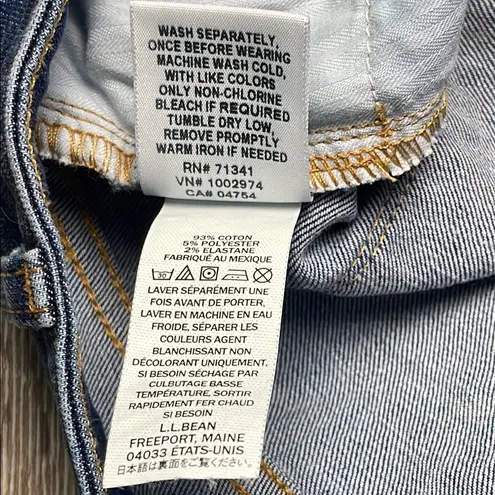 WASH SEPARATELY,
ONCE BEFORE WEARING
MACHINE WASH COLD,
WITH LIKE COLORS
ONLY NON-CHLORINE
BLEACH IF REQUIRED
TUMBLE DRY LOW,
REMOVE PROMPTLY
WARM IRON IF NEEDED
RN# 71341
VN# 1002974
CA# 04754
93% COTON
5% POLYESTER
2% ELASTANE
FABRIQUÉ AU MEXIQUE
30
LAVER SÉPARÉMENT UNE
FOIS AVANT DE PORTER,
LAVER EN MACHINE EN EAU
FROIDE, SÉPARER LES
COULEURS AGENT
BLANCHISSANT NON
DÉCOLORANT UNIQUEMENT.
SI BESOIN SÉCHAGE PAR
CULBUTAGE BASSE
TEMPÉRATURE, SORTIR
RAPIDEMENT FER CHAUD
SI BESOIN
L.L.BEAN
FREEPORT, MAINE
04033 ÉTATS-UNIS
日本語は裏面をご覧ください。